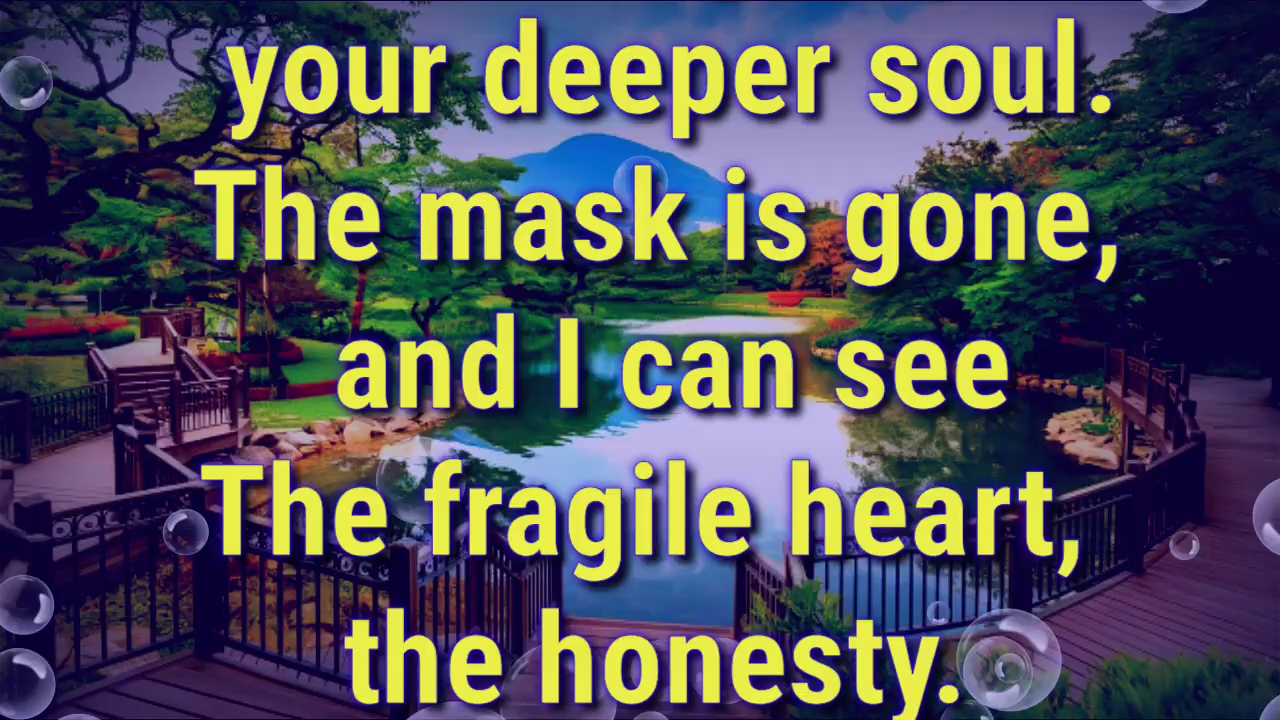 your deeper soul.
The mask is gone,
and I can see
The fragile heart,
the honesty.